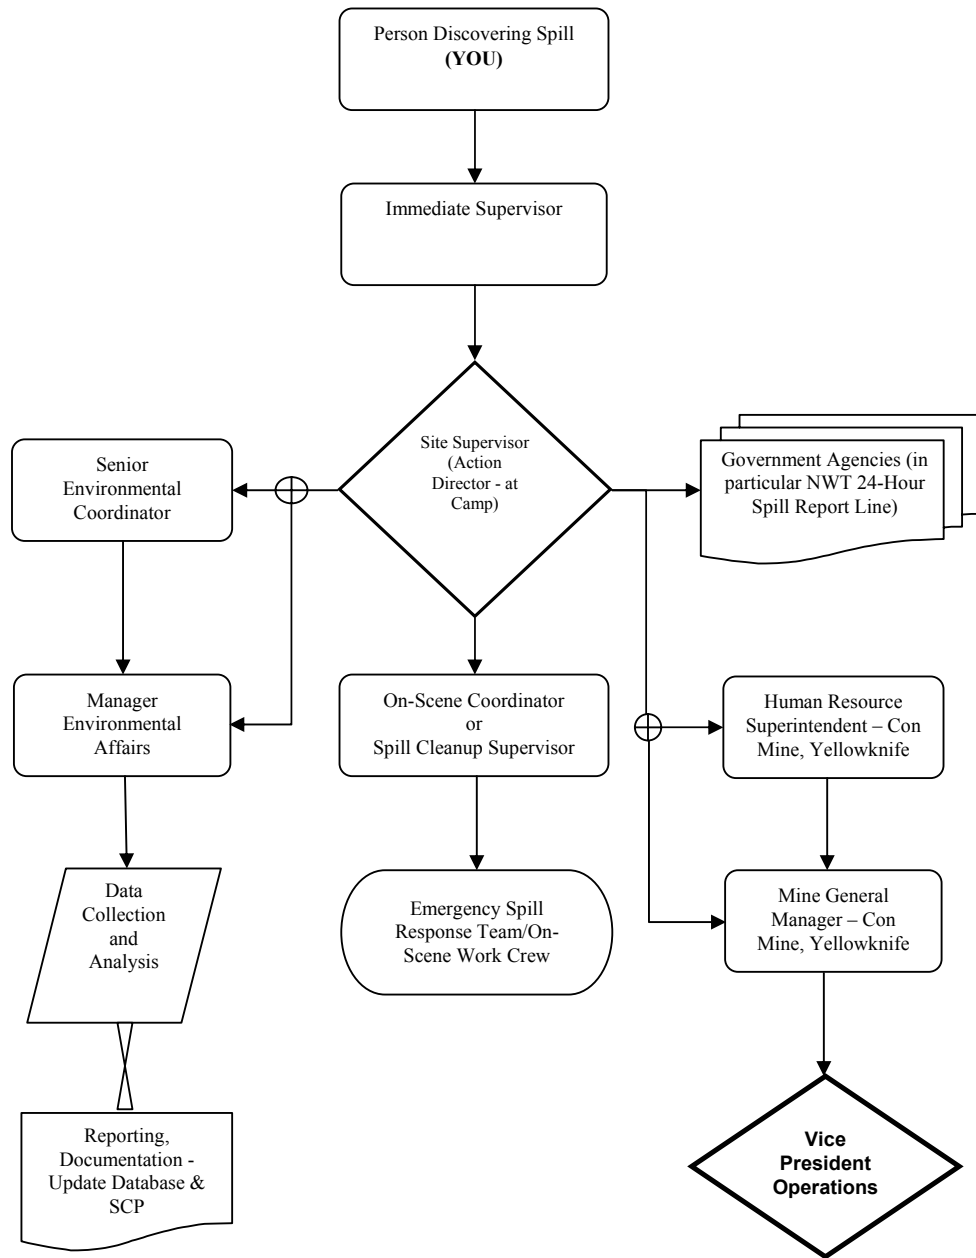 Person Discovering Spill
(YOU)
Immediate Supervisor
Site Supervisor
(Action
Director - at
Camp)
Senior
Environmental
Coordinator
Government Agencies (in
particular NWT 24-Hour
Spill Report Line)
Manager
Environmental
Affairs
On-Scene Coordinator
or
Spill Cleanup Supervisor
Human Resource
Superintendent – Con
Mine, Yellowknife
Data
Collection
and
Analysis
Emergency Spill
Response Team/On-
Scene Work Crew
Mine General
Manager – Con
Mine, Yellowknife
Reporting,
Documentation -
Update Database &
SCP
Vice
President
Operations